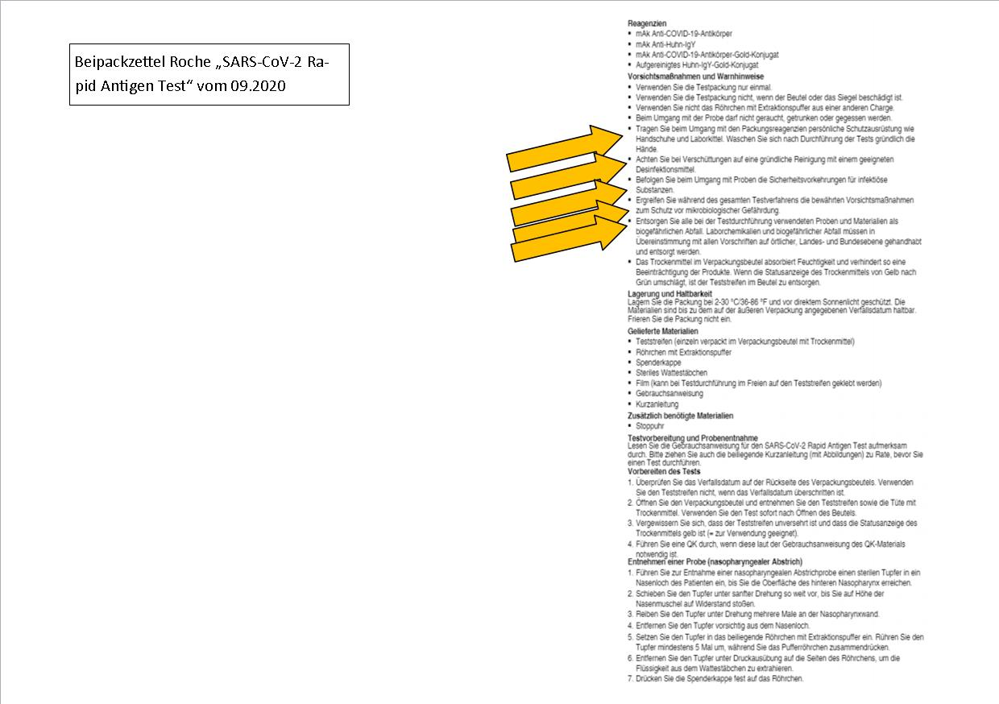 Beipackzettel Roche „SARS-CoV-2 Ra-
pid Antigen Test“ vom 09.2020
Reagenzien
▪ mAk Anti-COVID-19-Antikörper
▪ mAk Anti-Huhn-IgY
▪ mAk Anti-COVID-19-Antikörper-Gold-Konjugat
▪ Aufgereinigtes Huhn-IgY-Gold-Konjugat
Vorsichtsmaßnahmen und Warnhinweise
▪ Verwenden Sie die Testpackung nur einmal.
▪ Verwenden Sie die Testpackung nicht, wenn der Beutel oder das Siegel beschädigt ist.
▪ Verwenden Sie nicht das Röhrchen mit Extraktionspuffer aus einer anderen Charge.
▪ Beim Umgang mit der Probe darf nicht geraucht, getrunken oder gegessen werden.
▪ Tragen Sie beim Umgang mit den Packungsreagenzien persönliche Schutzausrüstung wie
Handschuhe und Laborkittel. Waschen Sie sich nach Durchführung der Tests gründlich die
Hände.
▪ Achten Sie bei Verschüttungen auf eine gründliche Reinigung mit einem geeigneten
Desinfektionsmittel.
▪ Befolgen Sie beim Umgang mit Proben die Sicherheitsvorkehrungen für infektiöse
Substanzen.
▪ Ergreifen Sie während des gesamten Testverfahrens die bewährten Vorsichtsmaßnahmen
zum Schutz vor mikrobiologischer Gefährdung.
▪ Entsorgen Sie alle bei der Testdurchführung verwendeten Proben und Materialien als
biogefährlichen Abfall. Laborchemikalien und biogefährlicher Abfall müssen in
Übereinstimmung mit allen Vorschriften auf örtlicher, Landes- und Bundesebene gehandhabt
und entsorgt werden.
▪ Das Trockenmittel im Verpackungsbeutel absorbiert Feuchtigkeit und verhindert so eine
Beeinträchtigung der Produkte. Wenn die Statusanzeige des Trockenmittels von Gelb nach
Grün umschlägt, ist der Teststreifen im Beutel zu entsorgen.
Lagerung und Haltbarkeit
Lagern Sie die Packung bei 2-30 °C/36-86 °F und vor direktem Sonnenlicht geschützt. Die
Materialien sind bis zu dem auf der äußeren Verpackung angegebenen Verfallsdatum haltbar.
Frieren Sie die Packung nicht ein.
Gelieferte Materialien
▪ Teststreifen (einzeln verpackt im Verpackungsbeutel mit Trockenmittel)
▪ Röhrchen mit Extraktionspuffer
▪ Spenderkappe
▪ Steriles Wattestäbchen
▪ Film (kann bei Testdurchführung im Freien auf den Teststreifen geklebt werden)
▪ Gebrauchsanweisung
▪ Kurzanleitung
Zusätzlich benötigte Materialien
▪ Stoppuhr
Testvorbereitung und Probenentnahme
Lesen Sie die Gebrauchsanweisung für den SARS-CoV-2 Rapid Antigen Test aufmerksam
durch. Bitte ziehen Sie auch die beiliegende Kurzanleitung (mit Abbildungen) zu Rate, bevor Sie
einen Test durchführen.
Vorbereiten des Tests
1. Überprüfen Sie das Verfallsdatum auf der Rückseite des Verpackungsbeutels. Verwenden
Sie den Teststreifen nicht, wenn das Verfallsdatum überschritten ist.
2. Öffnen Sie den Verpackungsbeutel und entnehmen Sie den Teststreifen sowie die Tüte mit
Trockenmittel. Verwenden Sie den Test sofort nach Öffnen des Beutels.
3. Vergewissern Sie sich, dass der Teststreifen unversehrt ist und dass die Statusanzeige des
Trockenmittels gelb ist (= zur Verwendung geeignet).
4. Führen Sie eine QK durch, wenn diese laut der Gebrauchsanweisung des QK-Materials
notwendig ist.
Entnehmen einer Probe (nasopharyngealer Abstrich)
1. Führen Sie zur Entnahme einer nasopharyngealen Abstrichprobe einen sterilen Tupfer in ein
Nasenloch des Patienten ein, bis Sie die Oberfläche des hinteren Nasopharynx erreichen.
2. Schieben Sie den Tupfer unter sanfter Drehung so weit vor, bis Sie auf Höhe der
Nasenmuschel auf Widerstand stoßen.
3. Reiben Sie den Tupfer unter Drehung mehrere Male an der Nasopharynxwand.
4. Entfernen Sie den Tupfer vorsichtig aus dem Nasenloch.
5. Setzen Sie den Tupfer in das beiliegende Röhrchen mit Extraktionspuffer ein. Rühren Sie den
Tupfer mindestens 5 Mal um, während Sie das Pufferröhrchen zusammendrücken.
6. Entfernen Sie den Tupfer unter Druckausübung auf die Seiten des Röhrchens, um die
Flüssigkeit aus dem Wattestäbchen zu extrahieren.
7. Drücken Sie die Spenderkappe fest auf das Röhrchen.